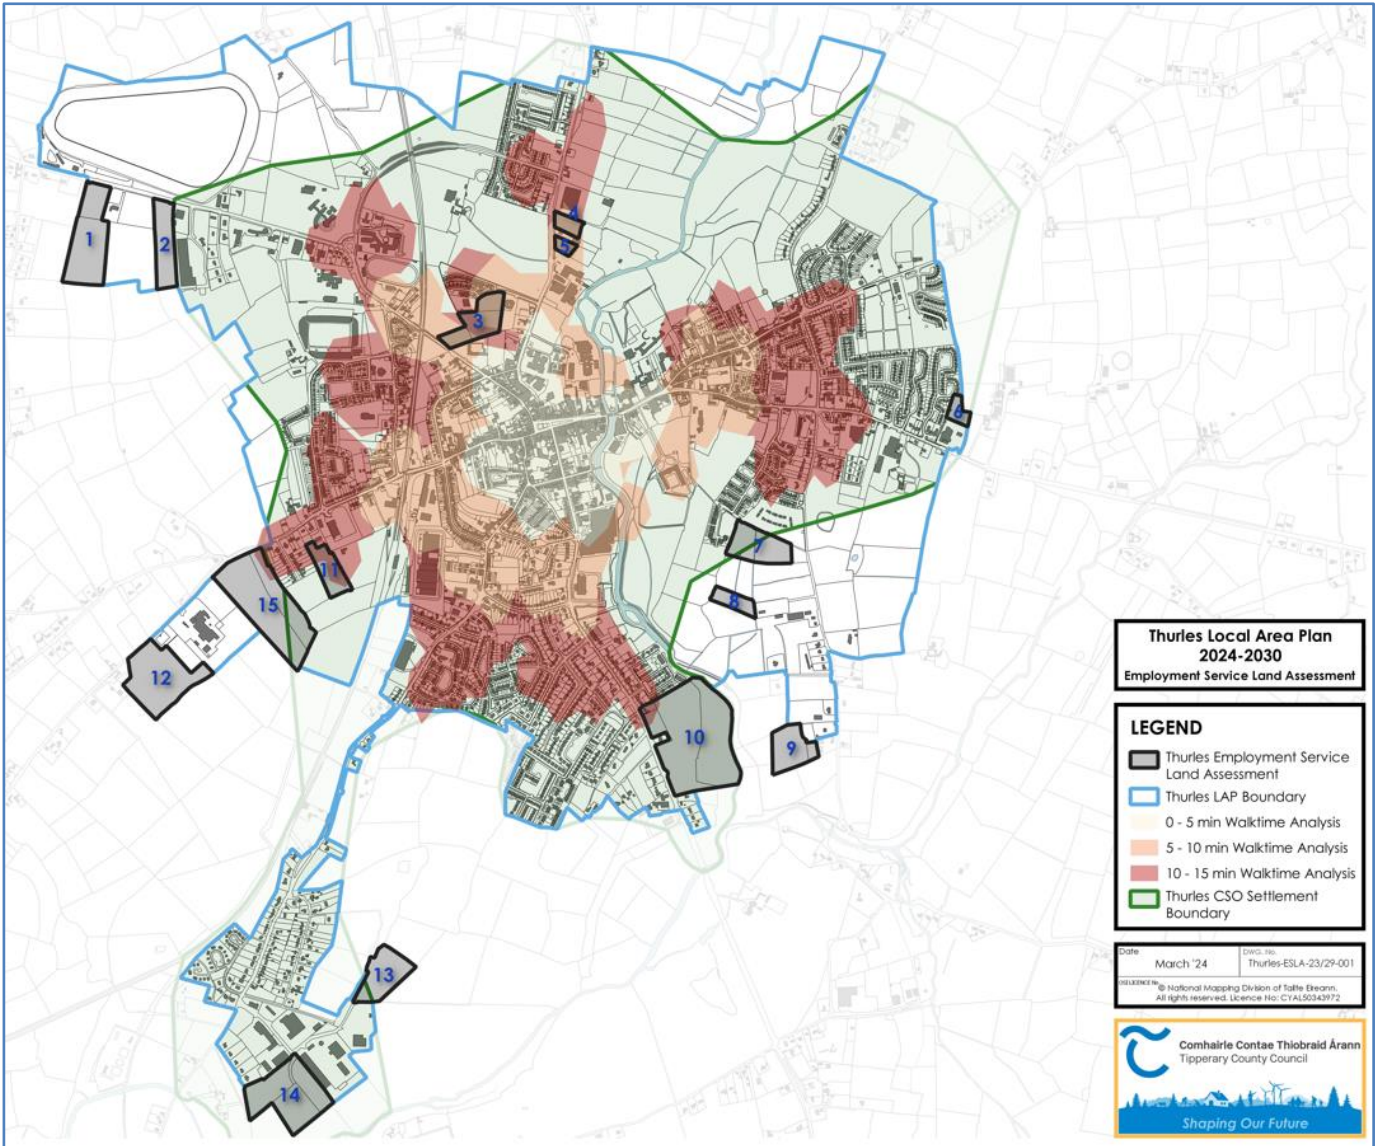 4
1
2
5
3
6
7
11
8
15
12
10
9
13
14
Thurles Local Area Plan
2024-2030
Employment Service Land Assessment
LEGEND
Thurles Employment Service
Land Assessment
Thurles LAP Boundary
0 - 5 min Walktime Analysis
5 - 10 min Walktime Analysis
10 - 15 min Walktime Analysis
Thurles CSO Settlement
Boundary
Date
March '24
DWG. No.
Thurles-ESLA-23/29-001
© National Mapping Division of Tailte Éireann.
All rights reserved. Licence No: CYAL50343972
Comhairle Contae Thiobraid Árann
Tipperary County Council
Shaping Our Future